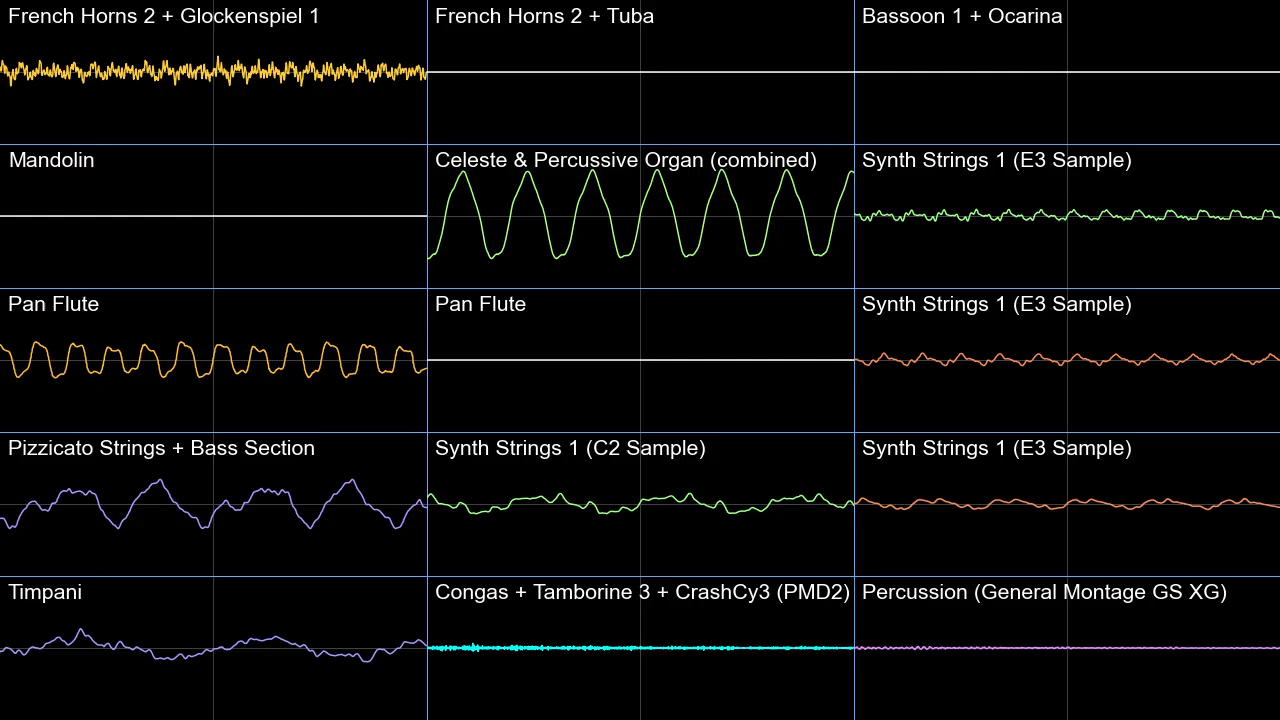 French Horns 2 + Glockenspiel 1
French Horns 2 + Tuba
Bassoon 1 + Ocarina
Mandolin
Celeste & Percussive Organ (combined)
Synth Strings 1 (E3 Sample)
Pan Flute
Pan Flute
Synth Strings 1 (E3 Sample)
Pizzicato Strings + Bass Section
Synth Strings 1 (C2 Sample)
Synth Strings 1 (E3 Sample)
Timpani
Congas + Tamborine 3 + CrashCy3 (PMD2)
Percussion (General Montage GS XG)